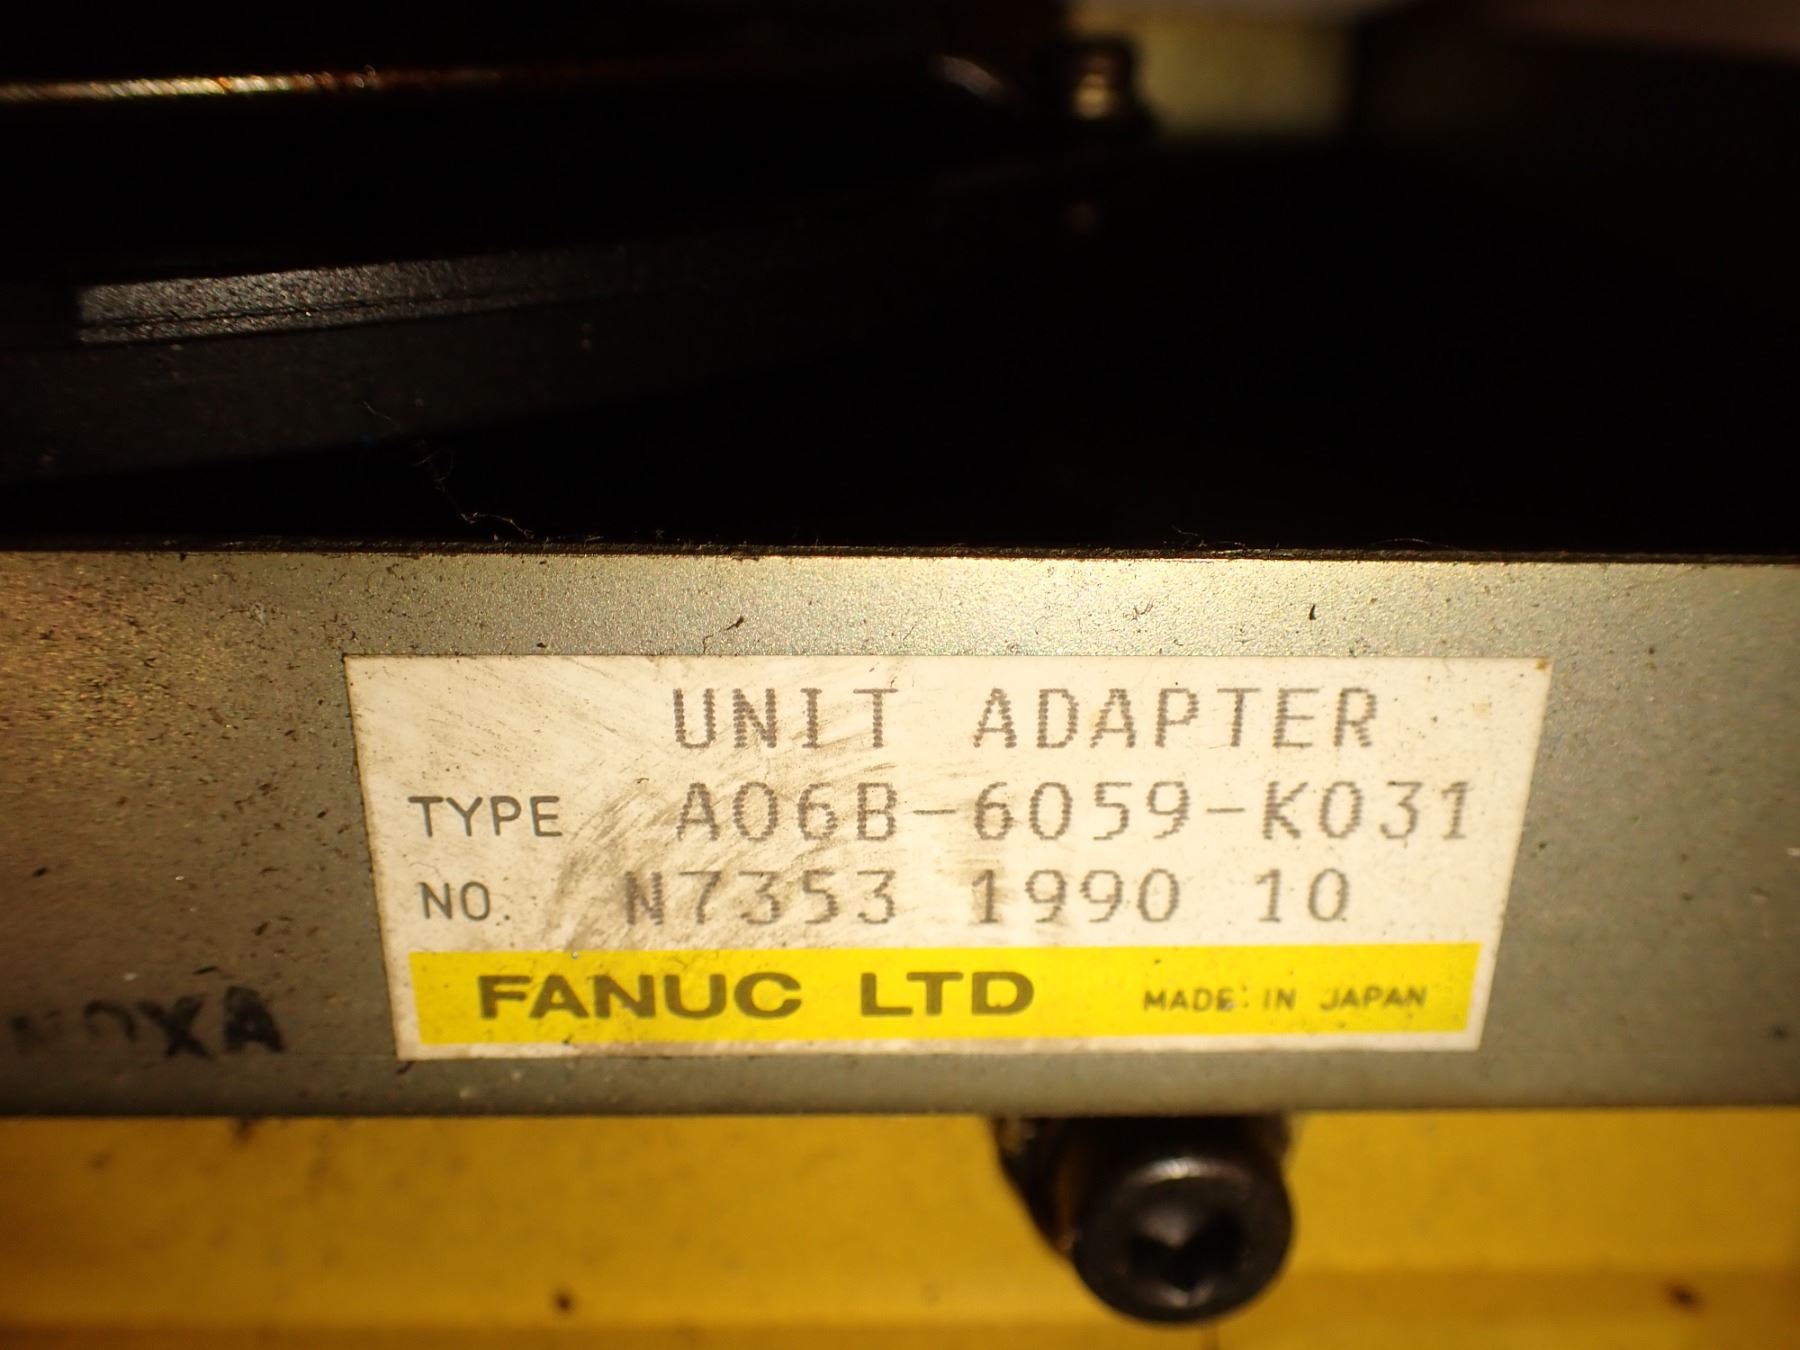 UNIT ADAPTER
TYPE A06B-6059-K031
NO. N7353 1990 10
FANUC LTD MADE IN JAPAN